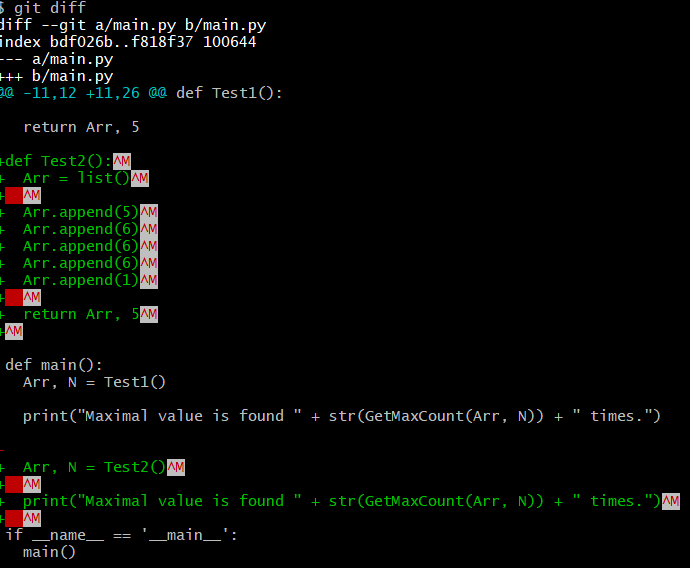 $ git diff
diff --git a/main.py b/main.py
index bdf026b..f818f37 100644
--- a/main.py
+++ b/main.py
@@ -11,12 +11,26 @@ def Test1():

   return Arr, 5

+def Test2():^M
+  Arr = list()^M
+  ^M
+  Arr.append(5)^M
+  Arr.append(6)^M
+  Arr.append(6)^M
+  Arr.append(6)^M
+  Arr.append(1)^M
+  ^M
+  return Arr, 5^M
+^M

 def main():
   Arr, N = Test1()

   print("Maximal value is found " + str(GetMaxCount(Arr, N)) + " times.")

-
+  Arr, N = Test2()^M
+  ^M
+  print("Maximal value is found " + str(GetMaxCount(Arr, N)) + " times.")^M
+  ^M
 if __name__ == '__main__':
   main()